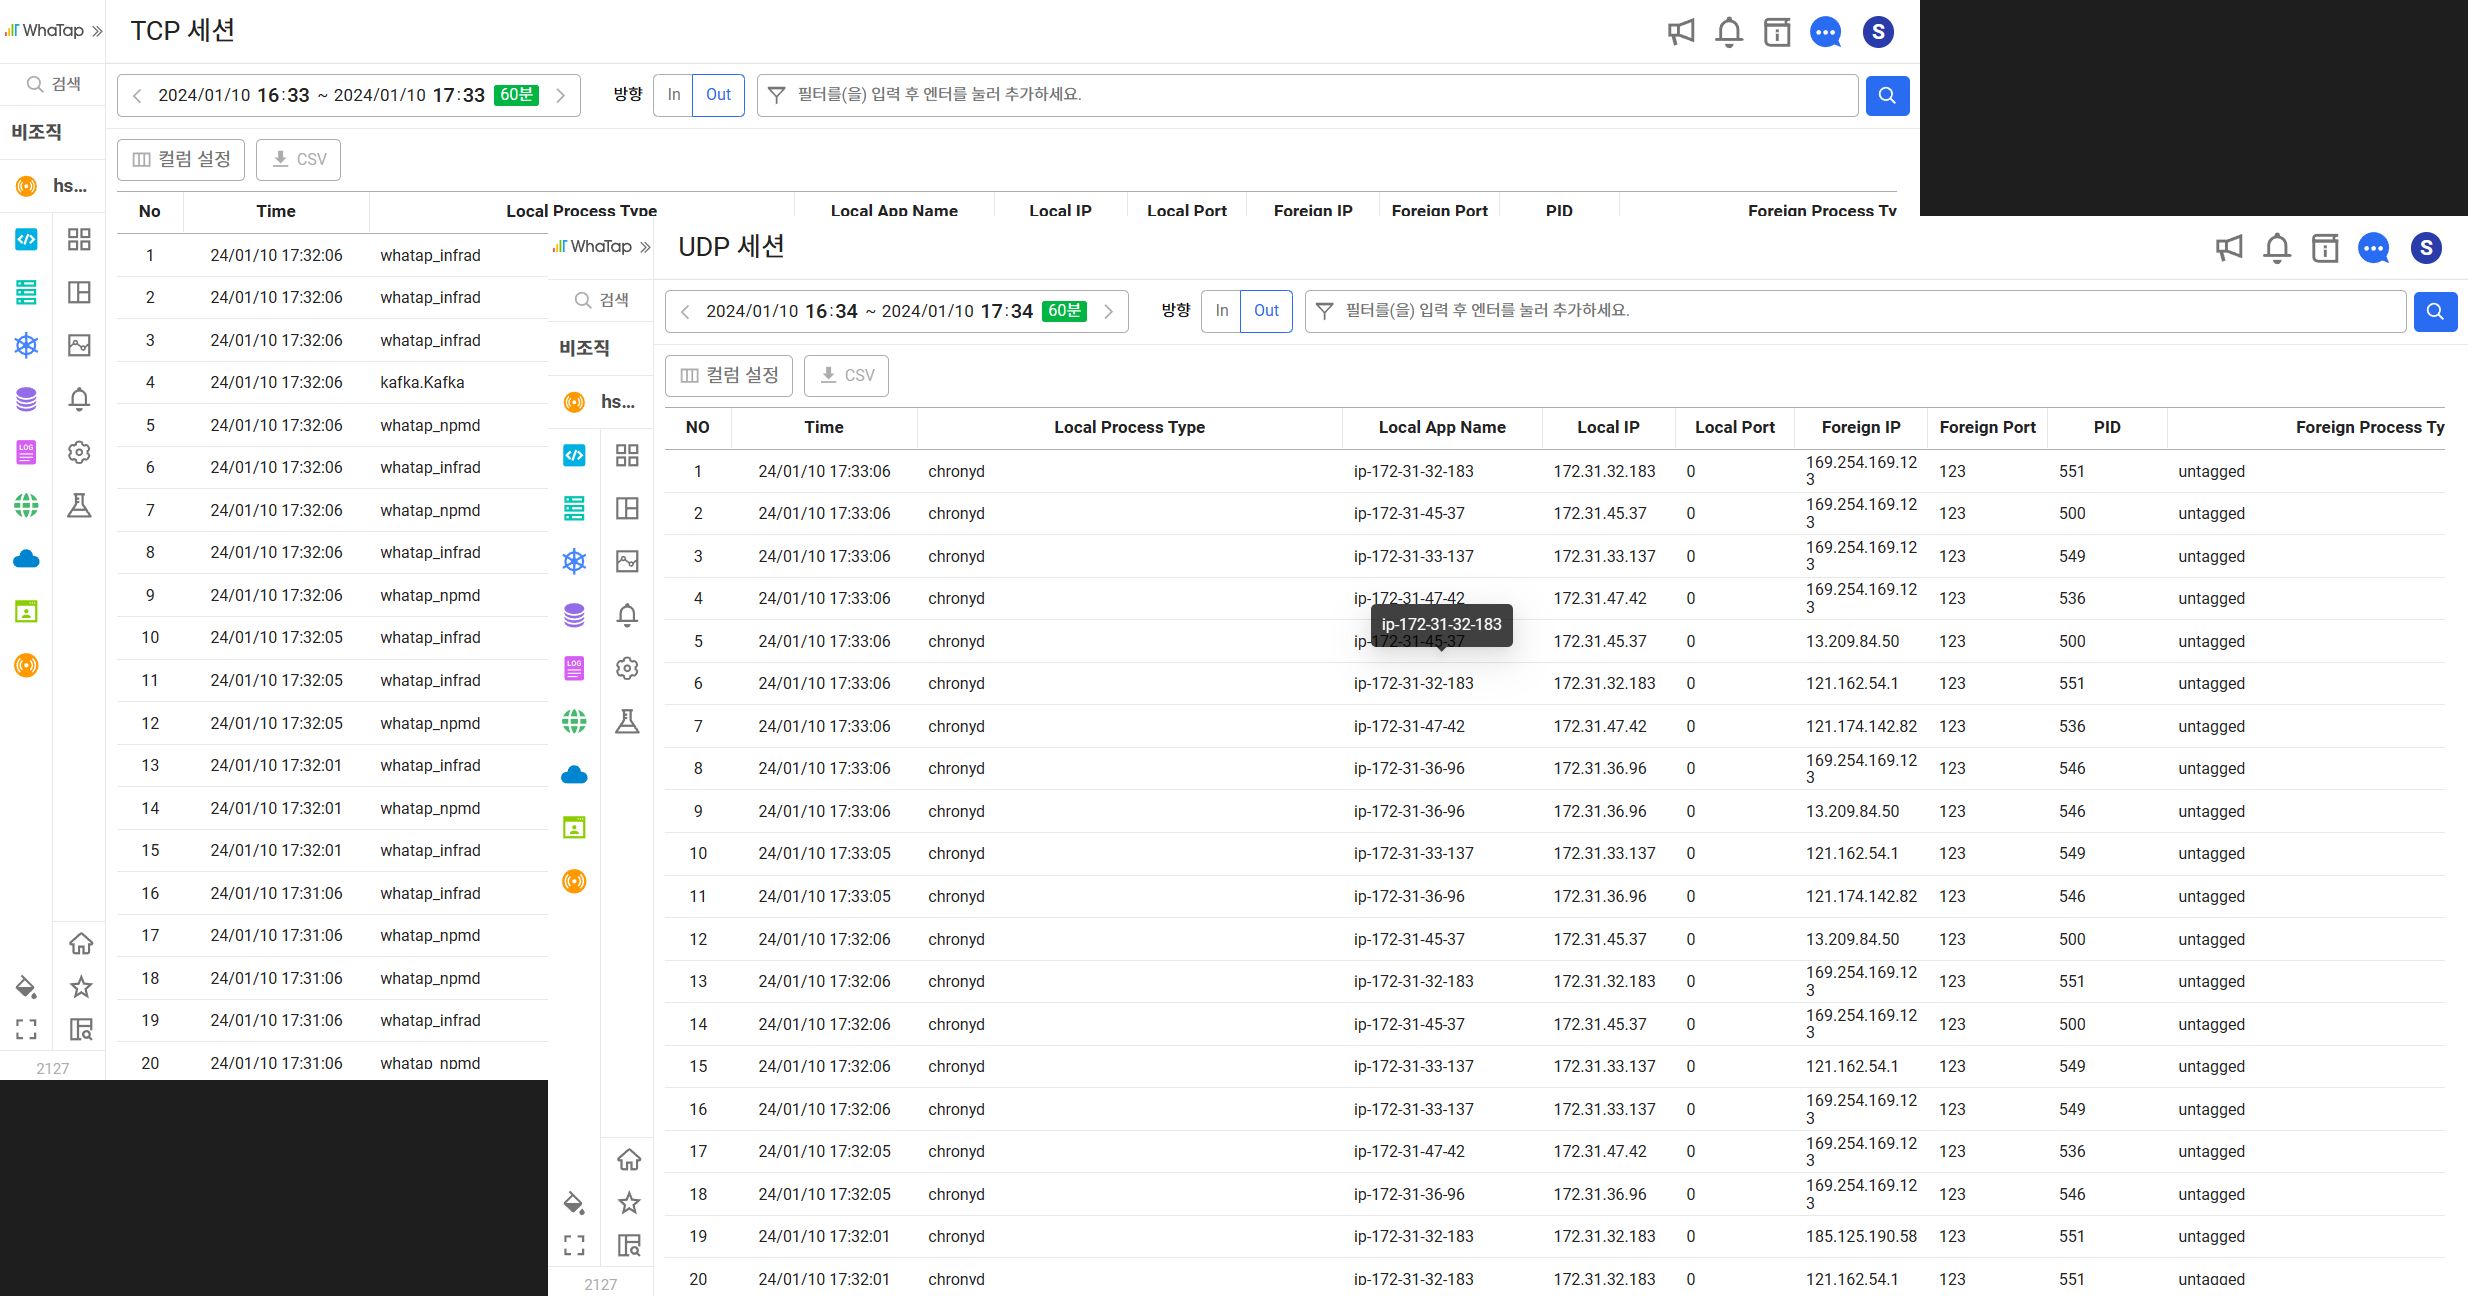 WhaTap
TCP 세션
S
검색
2024/01/10 16:33 ~ 2024/01/10 17:33 60분
방향 In Out
필터를(을) 입력 후 엔터를 눌러 추가하세요.
비조직
컬럼 설정 CSV
hs...
No Time Local Process Type Local App Name Local IP Local Port Foreign IP Foreign Port PID Foreign Process Ty
1 24/01/10 17:32:06 whatap_infrad
2 24/01/10 17:32:06 whatap_infrad
3 24/01/10 17:32:06 whatap_infrad
4 24/01/10 17:32:06 kafka.Kafka
5 24/01/10 17:32:06 whatap_npmd
6 24/01/10 17:32:06 whatap_infrad
7 24/01/10 17:32:06 whatap_npmd
8 24/01/10 17:32:06 whatap_infrad
9 24/01/10 17:32:06 whatap_npmd
10 24/01/10 17:32:05 whatap_infrad
11 24/01/10 17:32:05 whatap_infrad
12 24/01/10 17:32:05 whatap_npmd
13 24/01/10 17:32:01 whatap_infrad
14 24/01/10 17:32:01 whatap_npmd
15 24/01/10 17:32:01 whatap_infrad
16 24/01/10 17:31:06 whatap_infrad
17 24/01/10 17:31:06 whatap_npmd
18 24/01/10 17:31:06 whatap_npmd
19 24/01/10 17:31:06 whatap_infrad
20 24/01/10 17:31:06 whatap_npmd
LOG
2127
WhaTap
UDP 세션
S
검색
2024/01/10 16:34 ~ 2024/01/10 17:34 60분
방향 In Out
필터를(을) 입력 후 엔터를 눌러 추가하세요.
비조직
컬럼 설정 CSV
hs...
NO Time Local Process Type Local App Name Local IP Local Port Foreign IP Foreign Port PID Foreign Process Ty
1 24/01/10 17:33:06 chronyd ip-172-31-32-183 172.31.32.183 0 169.254.169.123 123 551 untagged
2 24/01/10 17:33:06 chronyd ip-172-31-45-37 172.31.45.37 0 169.254.169.123 123 500 untagged
3 24/01/10 17:33:06 chronyd ip-172-31-33-137 172.31.33.137 0 169.254.169.123 123 549 untagged
4 24/01/10 17:33:06 chronyd ip-172-31-47-42 172.31.47.42 0 169.254.169.123 123 536 untagged
ip-172-31-32-183
5 24/01/10 17:33:06 chronyd ip-172-31-45-37 172.31.45.37 0 13.209.84.50 123 500 untagged
6 24/01/10 17:33:06 chronyd ip-172-31-32-183 172.31.32.183 0 121.162.54.1 123 551 untagged
7 24/01/10 17:33:06 chronyd ip-172-31-47-42 172.31.47.42 0 121.174.142.82 123 536 untagged
8 24/01/10 17:33:06 chronyd ip-172-31-36-96 172.31.36.96 0 169.254.169.123 123 546 untagged
9 24/01/10 17:33:06 chronyd ip-172-31-36-96 172.31.36.96 0 13.209.84.50 123 546 untagged
10 24/01/10 17:33:05 chronyd ip-172-31-33-137 172.31.33.137 0 121.162.54.1 123 549 untagged
11 24/01/10 17:33:05 chronyd ip-172-31-36-96 172.31.36.96 0 121.174.142.82 123 546 untagged
12 24/01/10 17:32:06 chronyd ip-172-31-45-37 172.31.45.37 0 13.209.84.50 123 500 untagged
13 24/01/10 17:32:06 chronyd ip-172-31-32-183 172.31.32.183 0 169.254.169.123 123 551 untagged
14 24/01/10 17:32:06 chronyd ip-172-31-45-37 172.31.45.37 0 169.254.169.123 123 500 untagged
15 24/01/10 17:32:06 chronyd ip-172-31-33-137 172.31.33.137 0 121.162.54.1 123 549 untagged
16 24/01/10 17:32:06 chronyd ip-172-31-33-137 172.31.33.137 0 169.254.169.123 123 549 untagged
17 24/01/10 17:32:05 chronyd ip-172-31-47-42 172.31.47.42 0 169.254.169.123 123 536 untagged
18 24/01/10 17:32:05 chronyd ip-172-31-36-96 172.31.36.96 0 169.254.169.123 123 546 untagged
19 24/01/10 17:32:01 chronyd ip-172-31-32-183 172.31.32.183 0 185.125.190.58 123 551 untagged
20 24/01/10 17:32:01 chronyd ip-172-31-32-183 172.31.32.183 0 121.162.54.1 123 551 untagged
LOG
2127